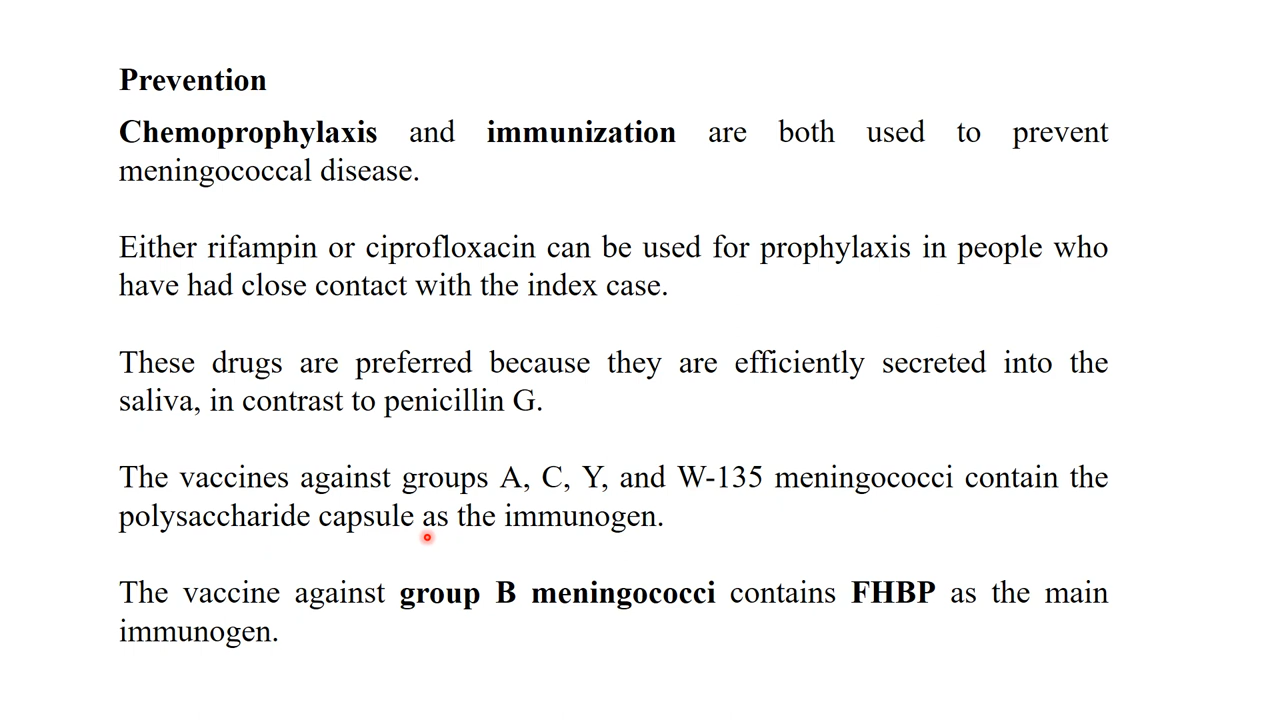 Prevention
Chemoprophylaxis and immunization are both used to prevent
meningococcal disease.
Either rifampin or ciprofloxacin can be used for prophylaxis in people who
have had close contact with the index case.
These drugs are preferred because they are efficiently secreted into the
saliva, in contrast to penicillin G.
The vaccines against groups A, C, Y, and W-135 meningococci contain the
polysaccharide capsule as the immunogen.
The vaccine against group B meningococci contains FHBP as the main
immunogen.